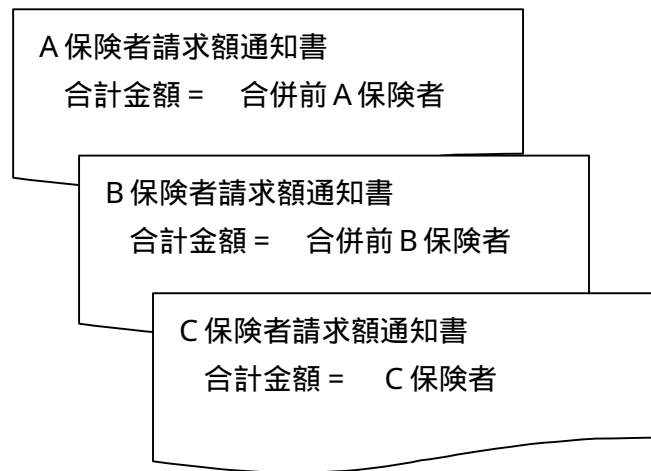 A保険者請求額通知書
合計金額＝　合併前A保険者
B保険者請求額通知書
合計金額＝　合併前B保険者
C保険者請求額通知書
合計金額＝　C保険者